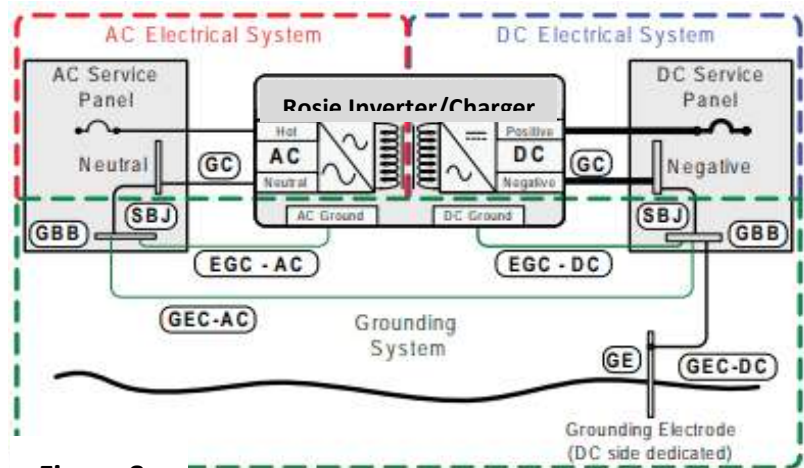 AC Electrical System
DC Electrical System
AC Service
Panel
DC Service
Panel
Rosie Inverter/Charger
Hot
AC
Neutral
Positive
DC
Negative
Neutral
GC
GC
Negative
SBJ
GBB
AC Ground
DC Ground
SBJ
GBB
EGC - AC
EGC - DC
GEC-AC
Grounding
System
GE
GEC-DC
Grounding Electrode
(DC side dedicated)